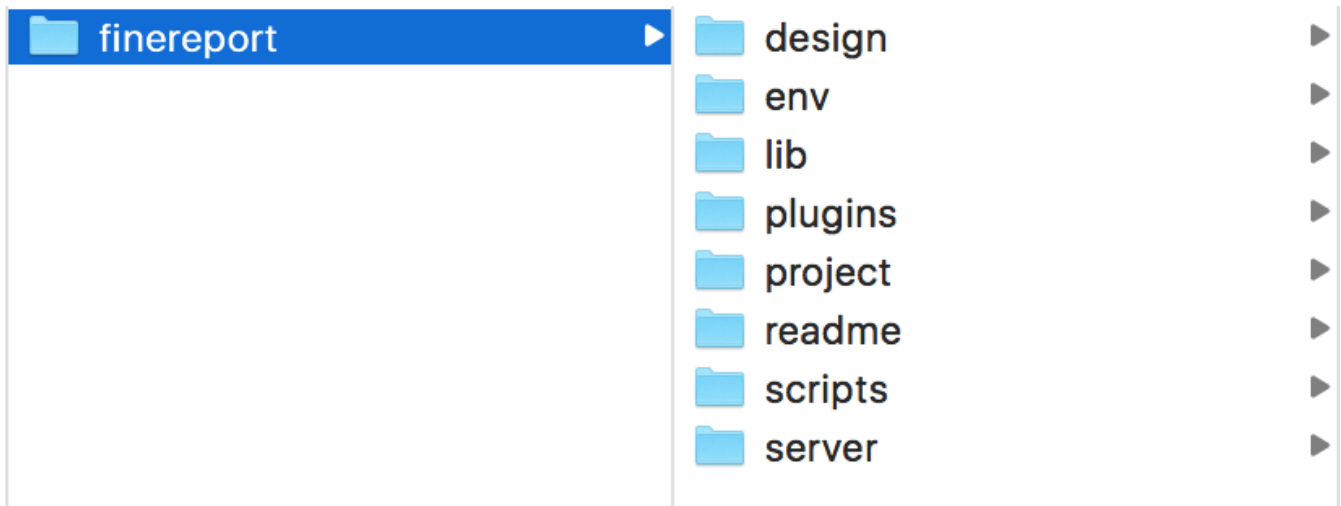 finereport
design
env
lib
plugins
project
readme
scripts
server